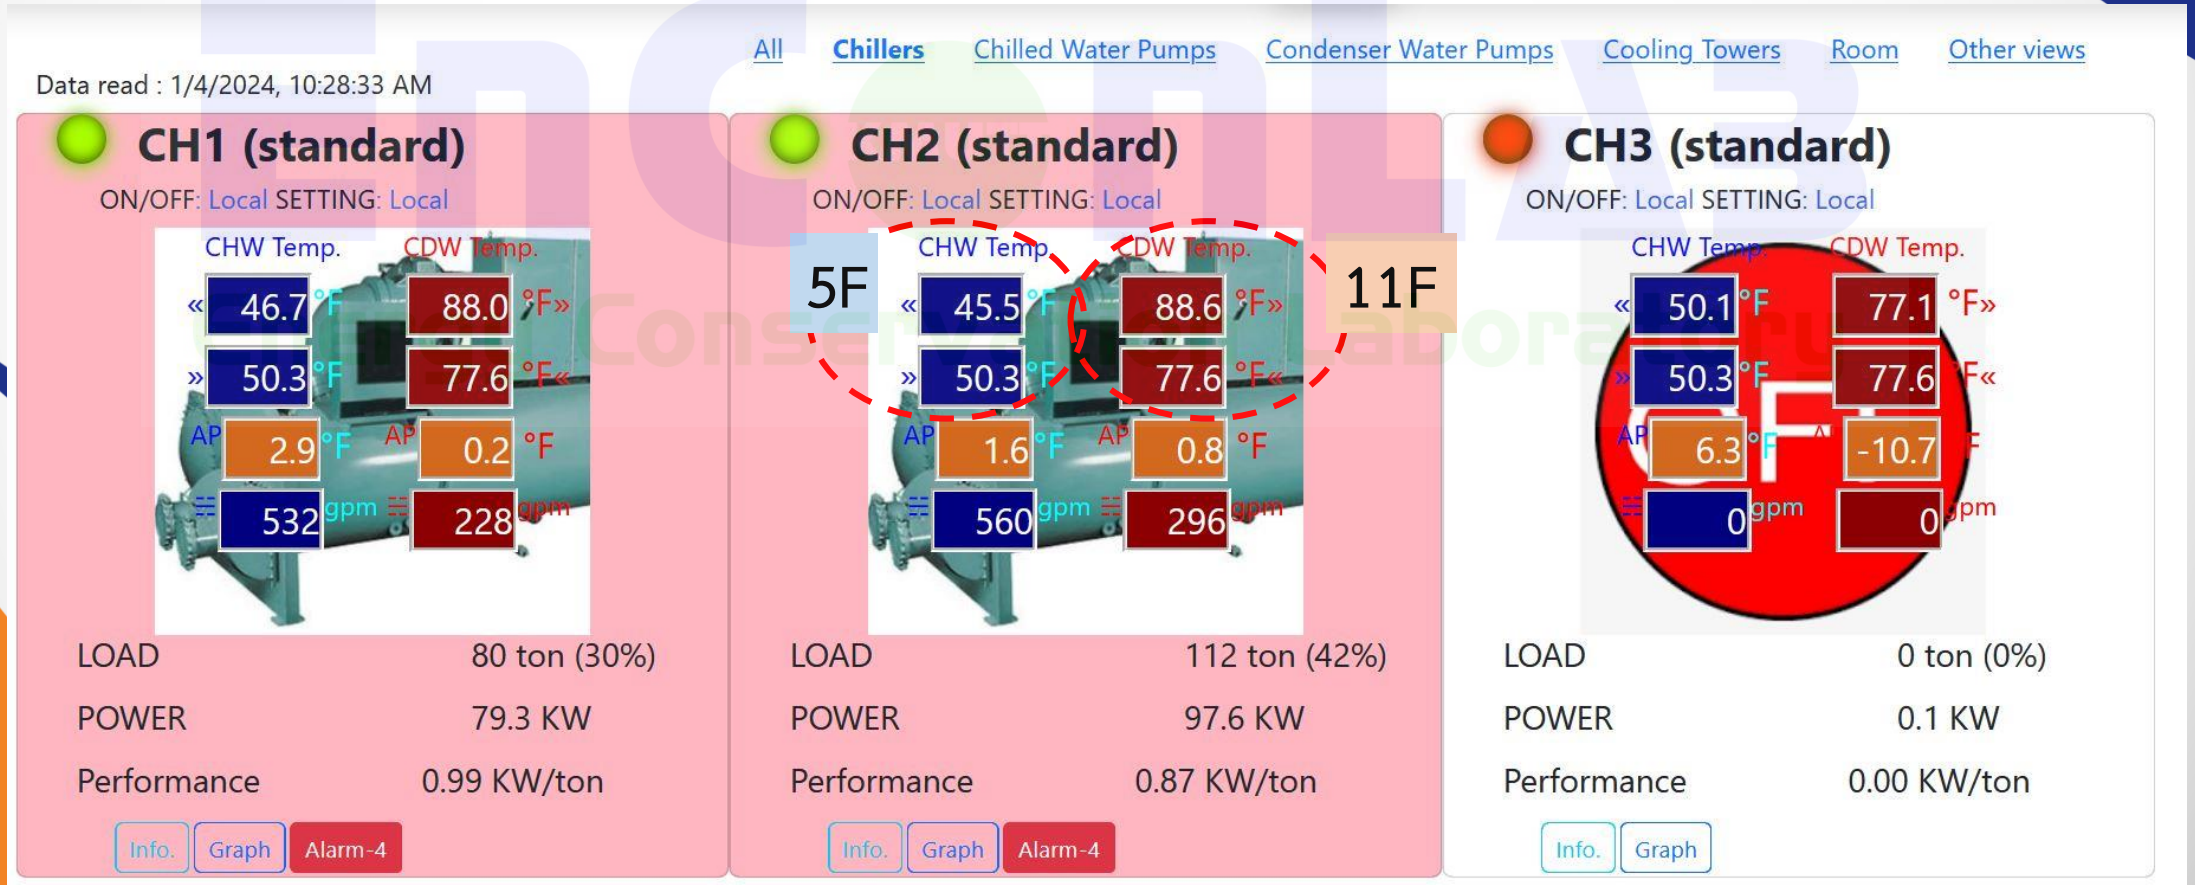 All Chillers Chilled Water Pumps Condenser Water Pumps Cooling Towers Room Other views
Data read : 1/4/2024, 10:28:33 AM
CH1 (standard)
ON/OFF: Local SETTING: Local
CHW Temp. CDW Temp.
« 46.7 °F 88.0 °F»
» 50.3 °F 77.6 °F«
AP 2.9 °F AP 0.2 °F
532 gpm 228 gpm
LOAD 80 ton (30%)
POWER 79.3 KW
Performance 0.99 KW/ton
Info. Graph Alarm-4
CH2 (standard)
ON/OFF: Local SETTING: Local
CHW Temp. CDW Temp.
5F « 45.5 °F 88.6 °F» 11F
» 50.3 °F 77.6 °F«
AP 1.6 °F AP 0.8 °F
560 gpm 296 gpm
LOAD 112 ton (42%)
POWER 97.6 KW
Performance 0.87 KW/ton
Info. Graph Alarm-4
CH3 (standard)
ON/OFF: Local SETTING: Local
CHW Temp. CDW Temp.
« 50.1 °F 77.1 °F»
» 50.3 °F 77.6 °F«
AP 6.3 °F AP -10.7 °F
0 gpm 0 gpm
LOAD 0 ton (0%)
POWER 0.1 KW
Performance 0.00 KW/ton
Info. Graph
OFF
EnConLAB
Energy Conservation Laboratory